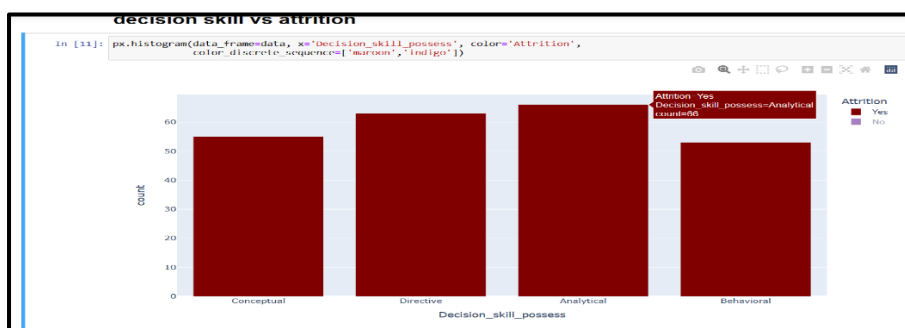 decision skill vs attrition
In [11]: px.histogram(data_frame=data, x='Decision_skill_possess', color='Attrition',
color_discrete_sequence=['maroon','indigo'])
Attrition
Yes
No
Attrition Yes
Decision_skill_possess=Analytical
count=66
count
60
50
40
30
20
10
0
Conceptual
Directive
Analytical
Behavioral
Decision_skill_possess